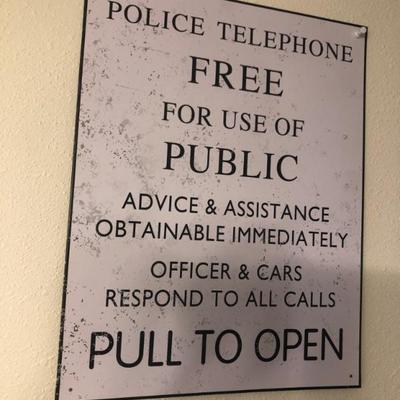 POLICE TELEPHONE
FREE
FOR USE OF
PUBLIC
ADVICE & ASSISTANCE
OBTAINABLE IMMEDIATELY
OFFICER & CARS
RESPOND TO ALL CALLS
PULL TO OPEN